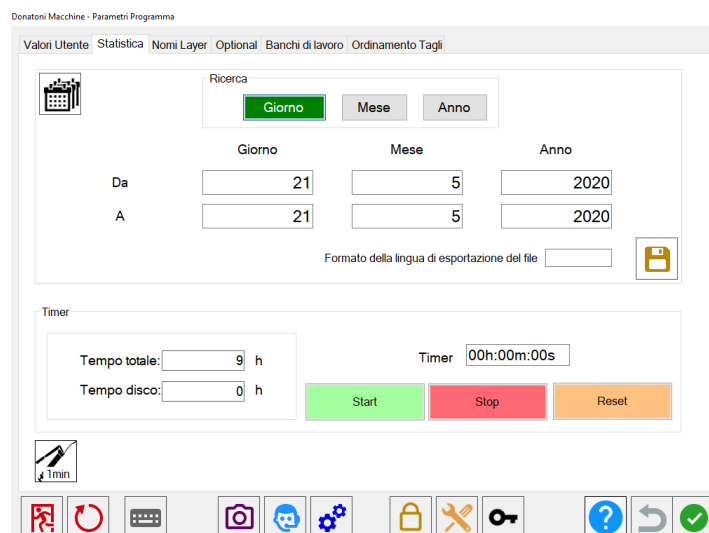 Donatoni Macchine - Parametri Programma
Valori Utente Statistica Nomi Layer Optional Banchi di lavoro Ordinamento Tagli
Ricerca
Giorno Mese Anno
Giorno Mese Anno
Da 21 5 2020
A 21 5 2020
Formato della lingua di esportazione del file
Timer
Tempo totale: 9 h
Timer 00h:00m:00s
Tempo disco: 0 h
Start Stop Reset
1min
?